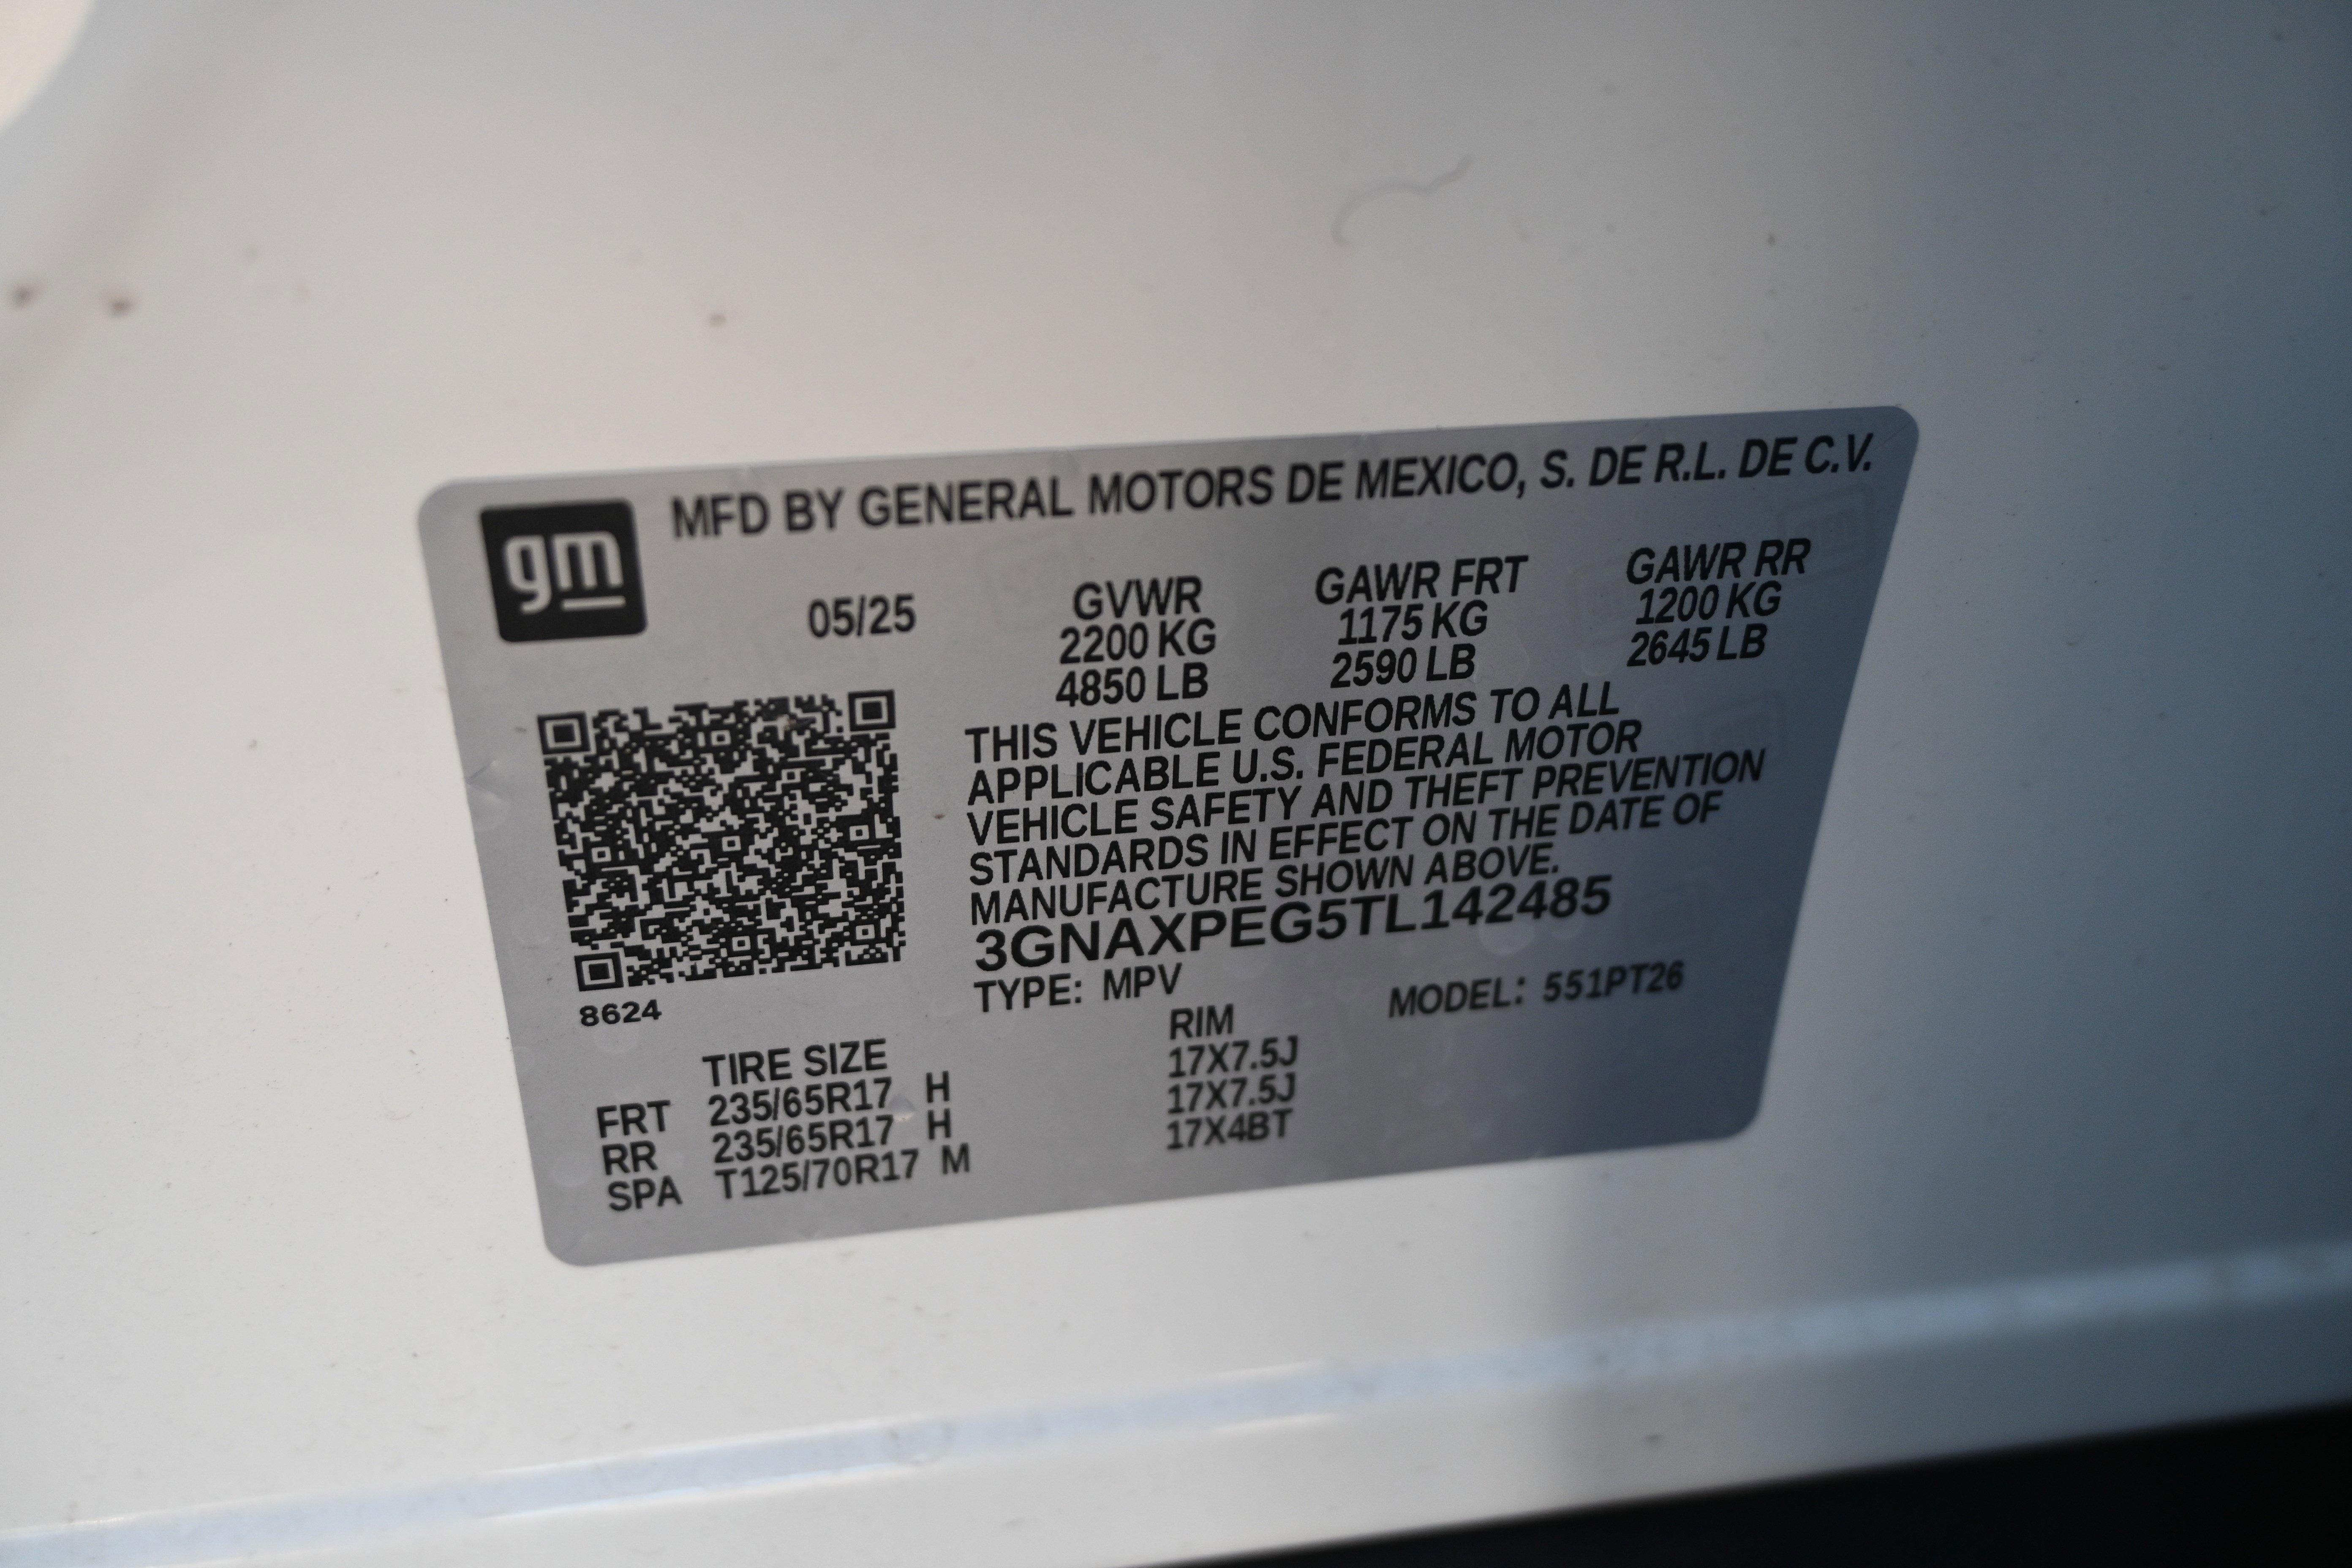 gm
MFD BY GENERAL MOTORS DE MEXICO, S. DE R.L. DE C.V.
05/25 GVWR GAWR FRT GAWR RR
2200 KG 1175 KG 1200 KG
4850 LB 2590 LB 2645 LB
THIS VEHICLE CONFORMS TO ALL
APPLICABLE U.S. FEDERAL MOTOR
VEHICLE SAFETY AND THEFT PREVENTION
STANDARDS IN EFFECT ON THE DATE OF
MANUFACTURE SHOWN ABOVE.
3GNAXPEG5TL142485
TYPE: MPV MODEL: 551PT26
8624
TIRE SIZE RIM
FRT 235/65R17 H 17X7.5J
RR 235/65R17 H 17X7.5J
SPA T125/70R17 M 17X4BT